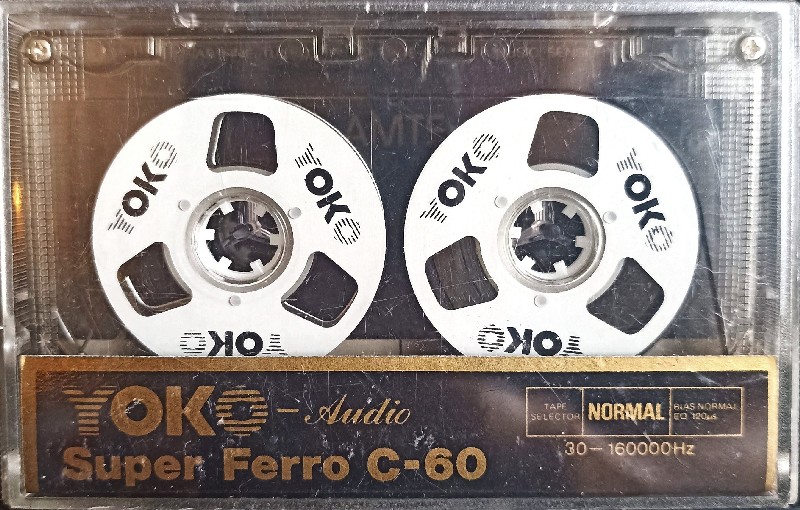 YOKO
YOKO
YOKO
YOKO
YOKO
YOKO
YOKO-Audio
Super Ferro C-60
TAPE SELECTOR
NORMAL
BIAS NORMAL
EQ 120µs
30-160000Hz